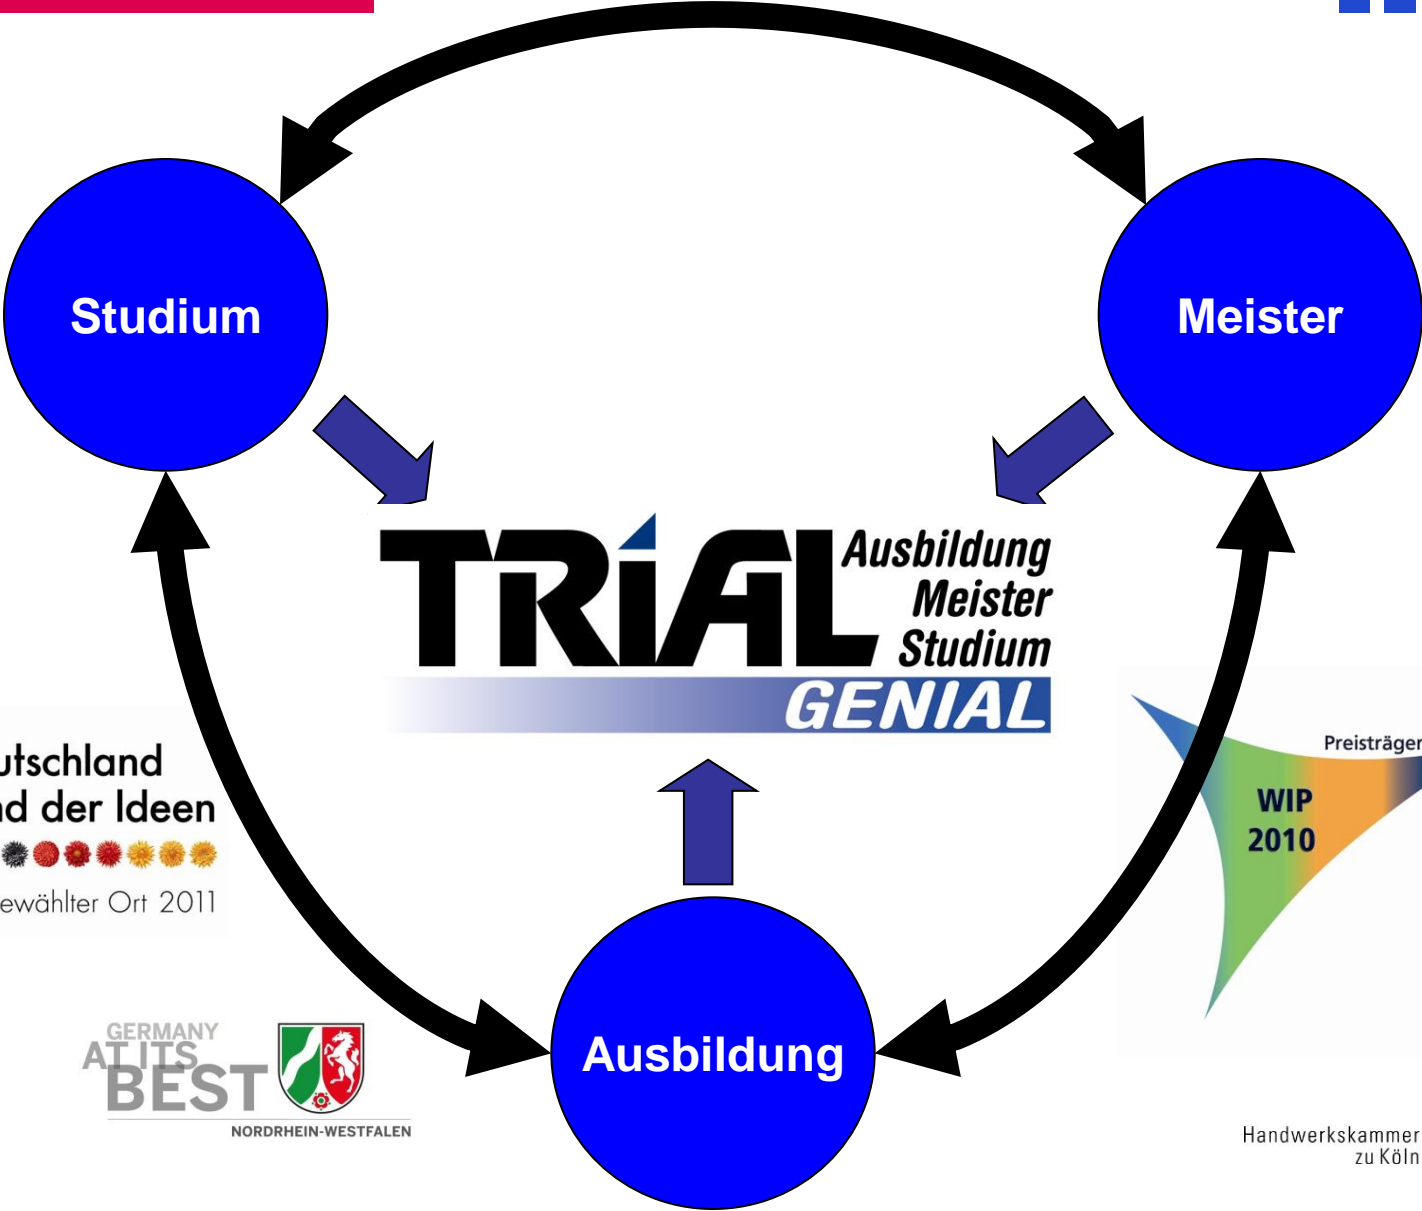 Studium
Meister
TRiAL
Ausbildung
Meister
Studium
GENIAL
utschland
d der Ideen
ewählter Ort 2011
Preisträger
WIP
2010
GERMANY
AT ITS
BEST
NORDRHEIN-WESTFALEN
Ausbildung
Handwerkskammer
zu Köln